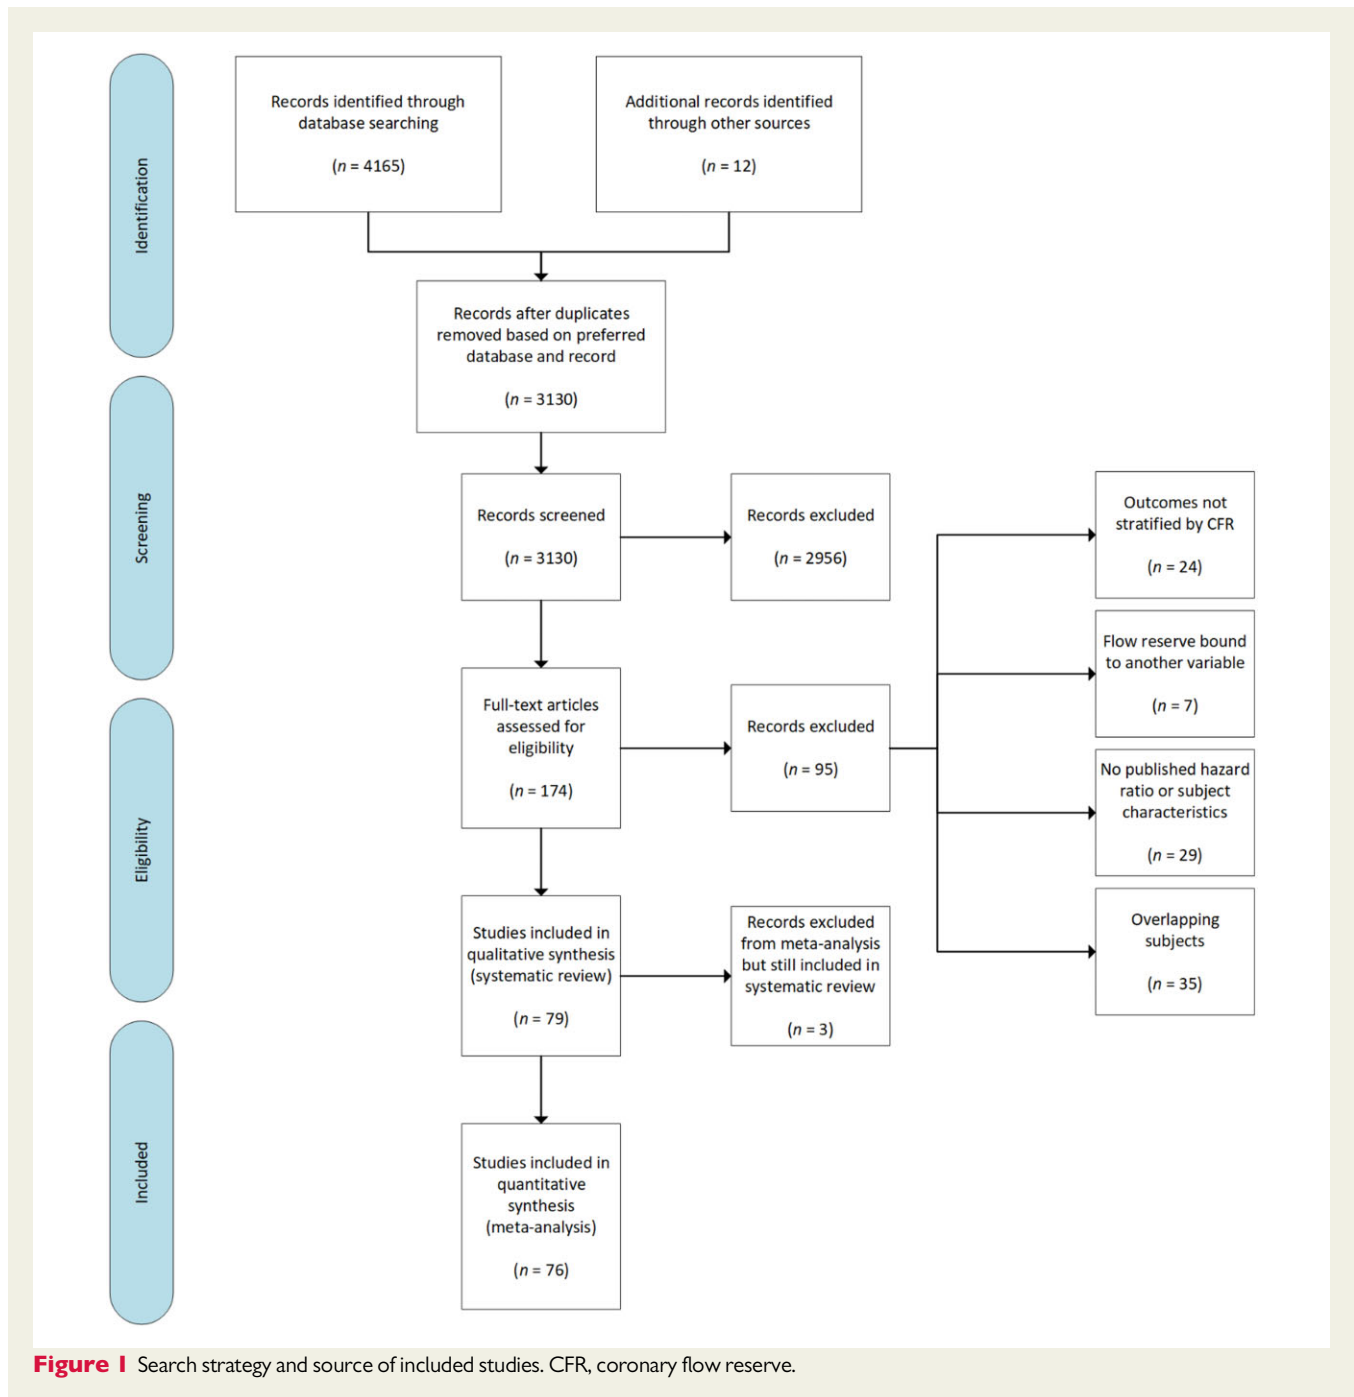 Identification
Records identified through
database searching
(n = 4165)
Additional records identified
through other sources
(n = 12)
Records after duplicates
removed based on preferred
database and record
(n = 3130)
Screening
Records screened
(n = 3130)
Records excluded
(n = 2956)
Outcomes not
stratified by CFR
(n = 24)
Flow reserve bound
to another variable
(n = 7)
Eligibility
Full-text articles
assessed for
eligibility
(n = 174)
Records excluded
(n = 95)
No published hazard
ratio or subject
characteristics
(n = 29)
Overlapping
subjects
(n = 35)
Studies included in
qualitative synthesis
(systematic review)
(n = 79)
Records excluded
from meta-analysis
but still included in
systematic review
(n = 3)
Included
Studies included in
quantitative
synthesis
(meta-analysis)
(n = 76)
Figure 1 Search strategy and source of included studies. CFR, coronary flow reserve.